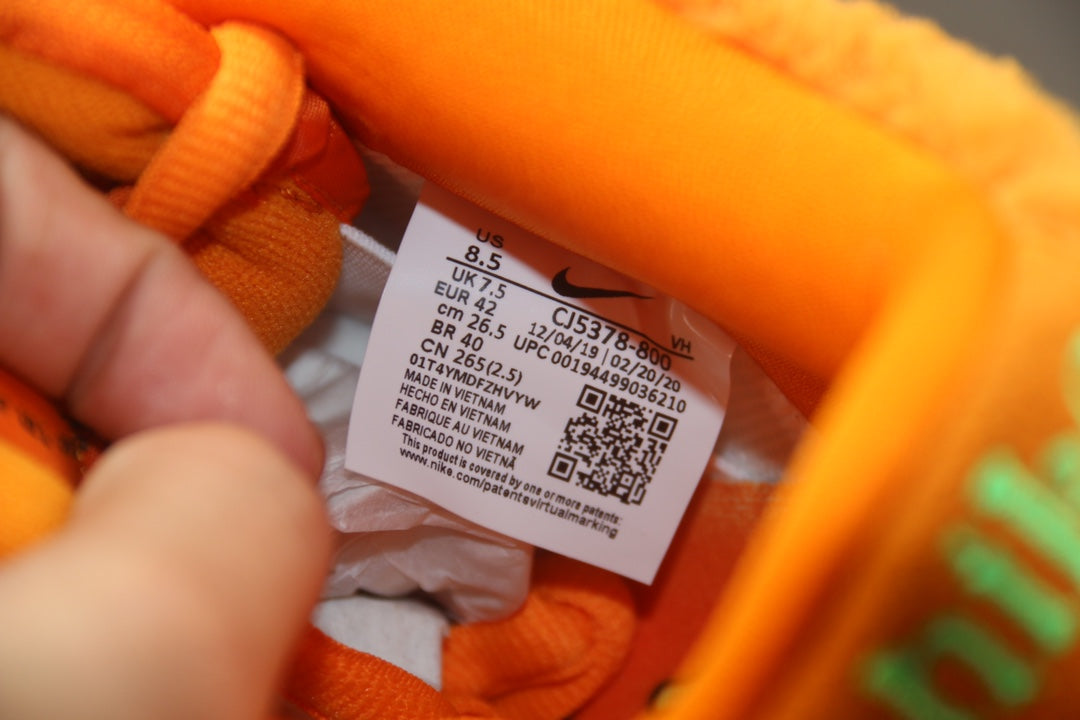 US
8.5
UK 7.5
EUR 42
cm 26.5
BR 40
CN 265(2.5)
CJ5378-800
VH
12/04/19 | 02/20/20
UPC 00194499036210
01T4YMDFZHVYW
MADE IN VIETNAM
HECHO EN VIETNAM
FABRIQUE AU VIETNAM
FABRICADO NO VIETNÃ
This product is covered by one or more patents:
www.nike.com/patentsvirtualmarking